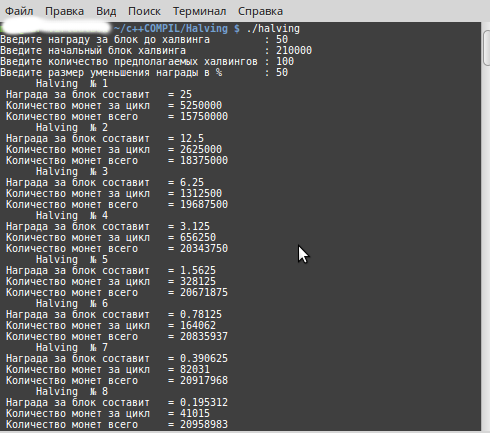 Файл Правка Вид Поиск Терминал Справка
~/c++COMPIL/Halving $ ./halving
Введите награду за блок до халвинга : 50
Введите начальный блок халвинга : 210000
Введите количество предполагаемых халвингов : 100
Введите размер уменьшения награды в % : 50
Halving № 1
Награда за блок составит = 25
Количество монет за цикл = 5250000
Количество монет всего = 15750000
Halving № 2
Награда за блок составит = 12.5
Количество монет за цикл = 2625000
Количество монет всего = 18375000
Halving № 3
Награда за блок составит = 6.25
Количество монет за цикл = 1312500
Количество монет всего = 19687500
Halving № 4
Награда за блок составит = 3.125
Количество монет за цикл = 656250
Количество монет всего = 20343750
Halving № 5
Награда за блок составит = 1.5625
Количество монет за цикл = 328125
Количество монет всего = 20671875
Halving № 6
Награда за блок составит = 0.78125
Количество монет за цикл = 164062
Количество монет всего = 20835937
Halving № 7
Награда за блок составит = 0.390625
Количество монет за цикл = 82031
Количество монет всего = 20917968
Halving № 8
Награда за блок составит = 0.195312
Количество монет за цикл = 41015
Количество монет всего = 20958983